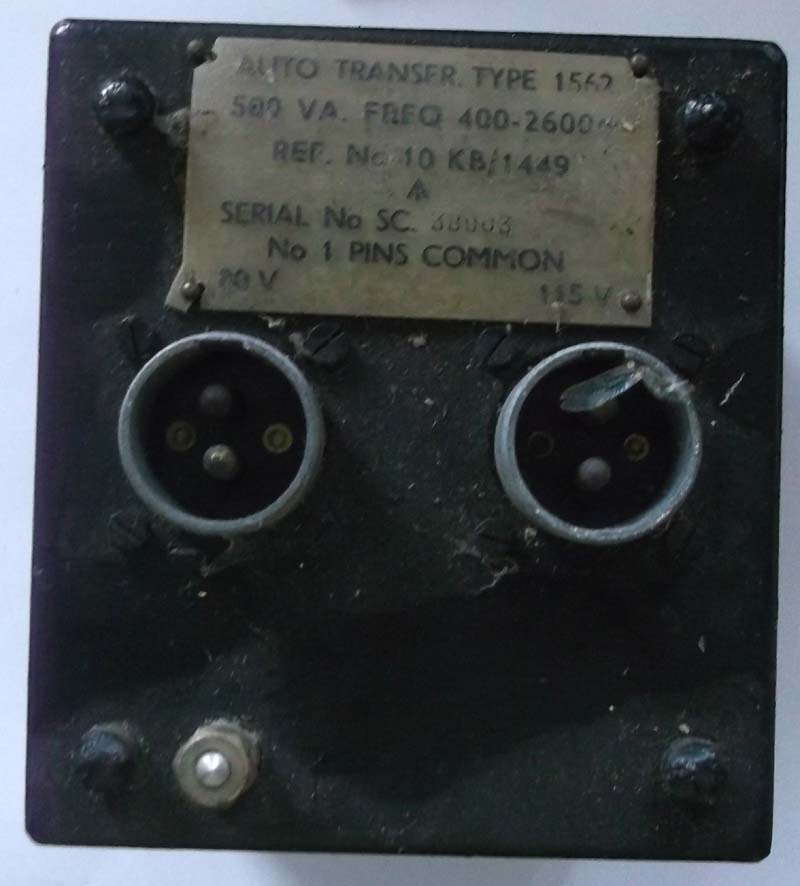 AUTO TRANSFR. TYPE 1562
500 VA. FREQ 400-2600~
REF. No 10 KB/1449
SERIAL No SC.
No 1 PINS COMMON
80 V 115 V